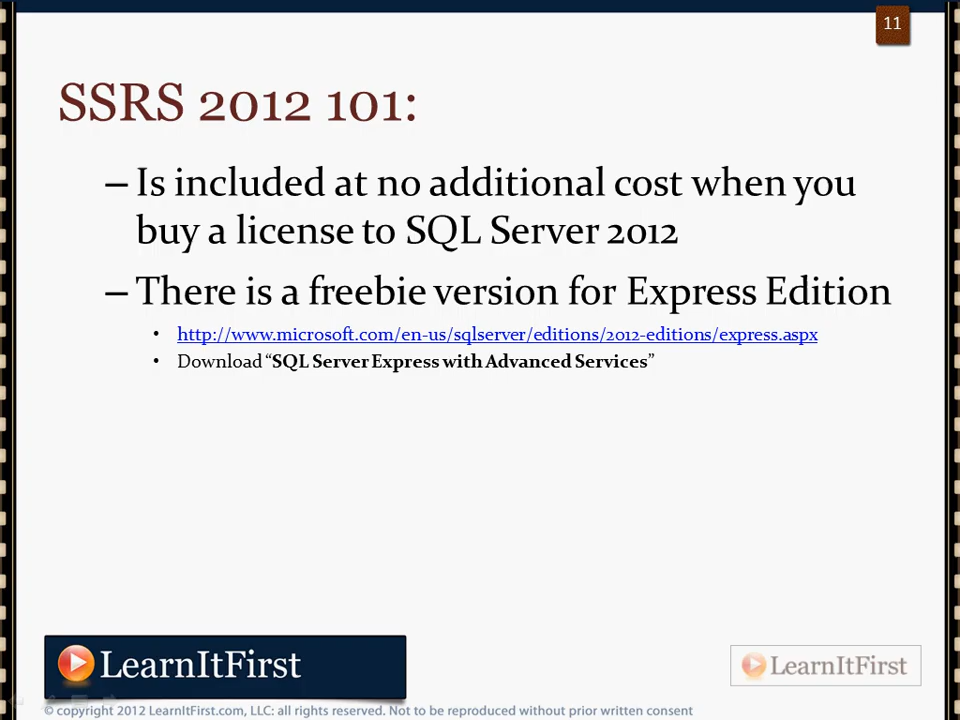 11
SSRS 2012 101:
– Is included at no additional cost when you
buy a license to SQL Server 2012
– There is a freebie version for Express Edition
• http://www.microsoft.com/en-us/sqlserver/editions/2012-editions/express.aspx
• Download “SQL Server Express with Advanced Services”
LearnItFirst
LearnItFirst
© copyright 2012 LearnItFirst.com, LLC: all rights reserved. Not to be reproduced without prior written consent